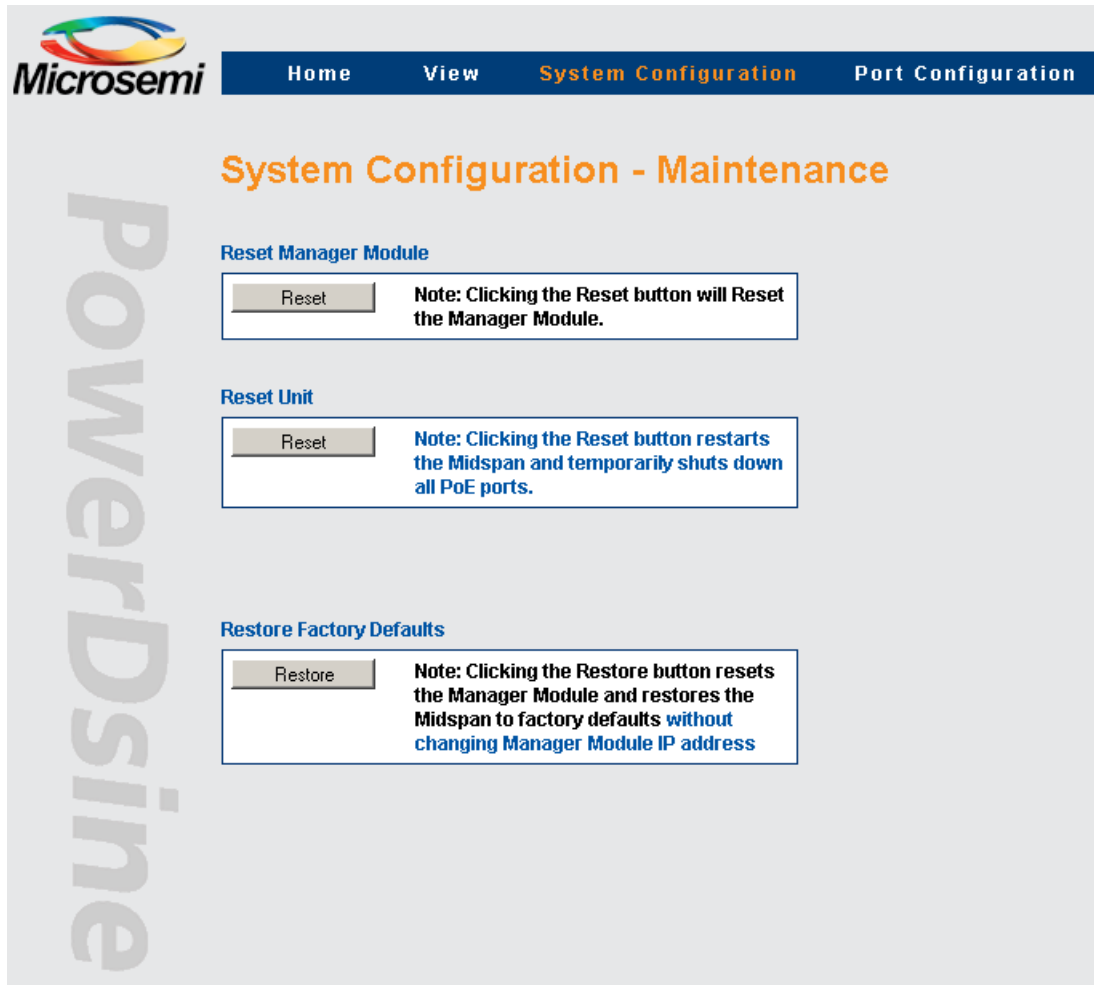 Microsemi
Home View System Configuration Port Configuration
PowerDsine
System Configuration - Maintenance
Reset Manager Module
Reset
Note: Clicking the Reset button will Reset
the Manager Module.
Reset Unit
Reset
Note: Clicking the Reset button restarts
the Midspan and temporarily shuts down
all PoE ports.
Restore Factory Defaults
Restore
Note: Clicking the Restore button resets
the Manager Module and restores the
Midspan to factory defaults without
changing Manager Module IP address